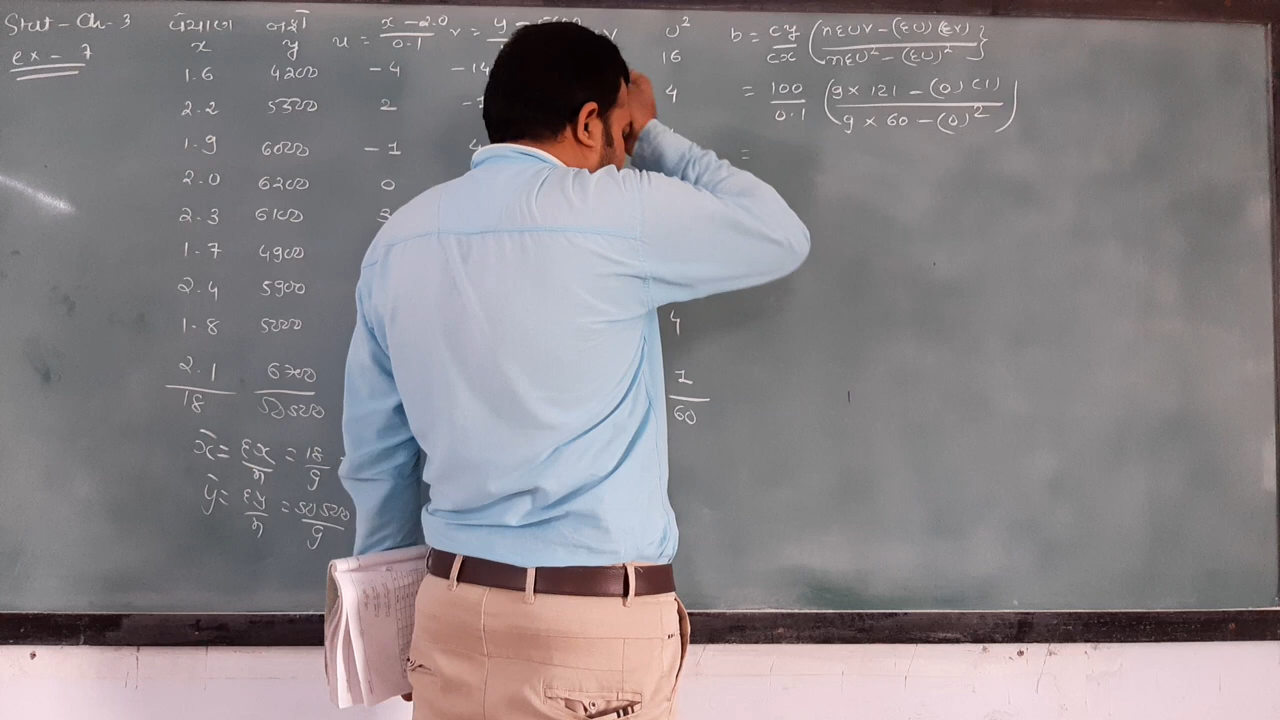 Stat-Ch-3
ex-7
વેચાણ નફો
x y u = x-2.0/0.1 v = y- v u²
1.6 4200 -4 -14 16
2.2 5300 2 4
1.9 6000 -1 4
2.0 6200 0
2.3 6100 3
1.7 4900
2.4 5900
1.8 5200 4
2.1 6700 1
18 50500 60
x̄ = Σx/n = 18/9
ȳ = Σy/n = 50500/9
b = cy/cx (nΣuv-(Σu)(Σv)/nΣu²-(Σu)²)
= 100/0.1 (9×121-(0)(1)/9×60-(0)²)
=